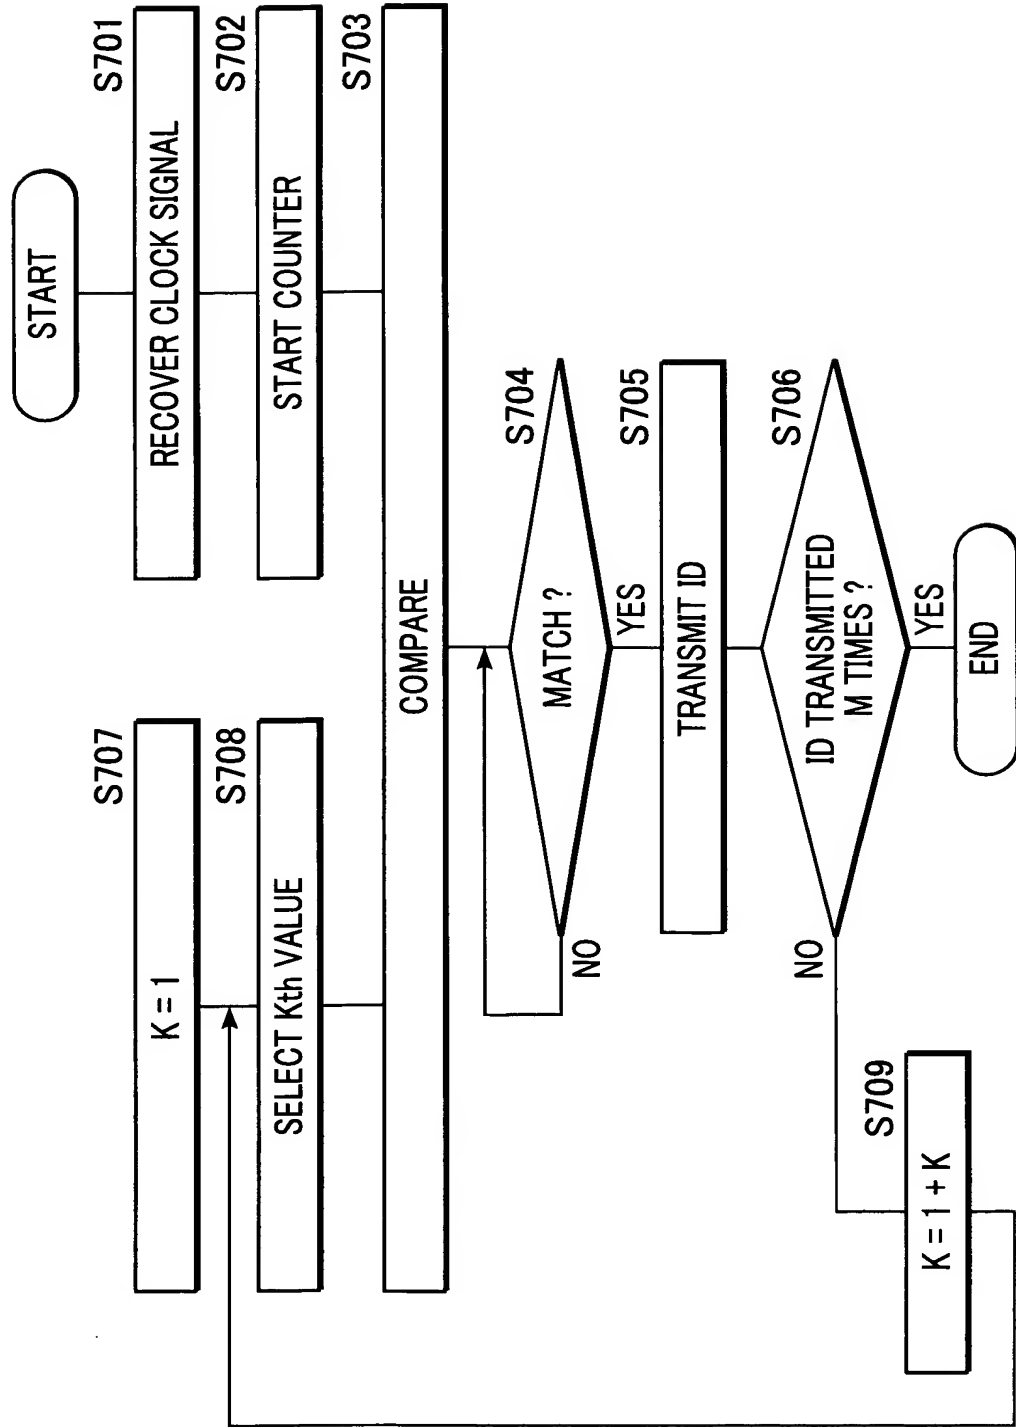 START
S701
RECOVER CLOCK SIGNAL
S702
START COUNTER
S707
K = 1
S708
SELECT Kth VALUE
S703
COMPARE
S704
MATCH ?
NO
YES
S705
TRANSMIT ID
S706
ID TRANSMITTED
M TIMES ?
NO
YES
S709
K = 1 + K
END